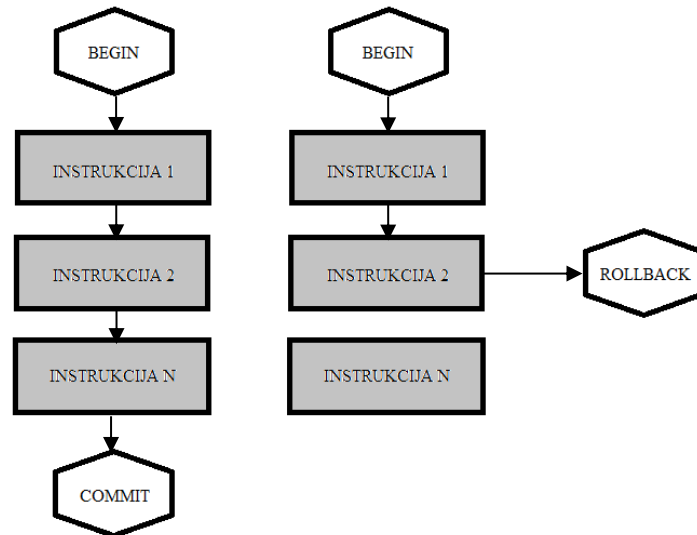 BEGIN
INSTRUKCIJA 1
INSTRUKCIJA 2
INSTRUKCIJA N
COMMIT
BEGIN
INSTRUKCIJA 1
INSTRUKCIJA 2
ROLLBACK
INSTRUKCIJA N